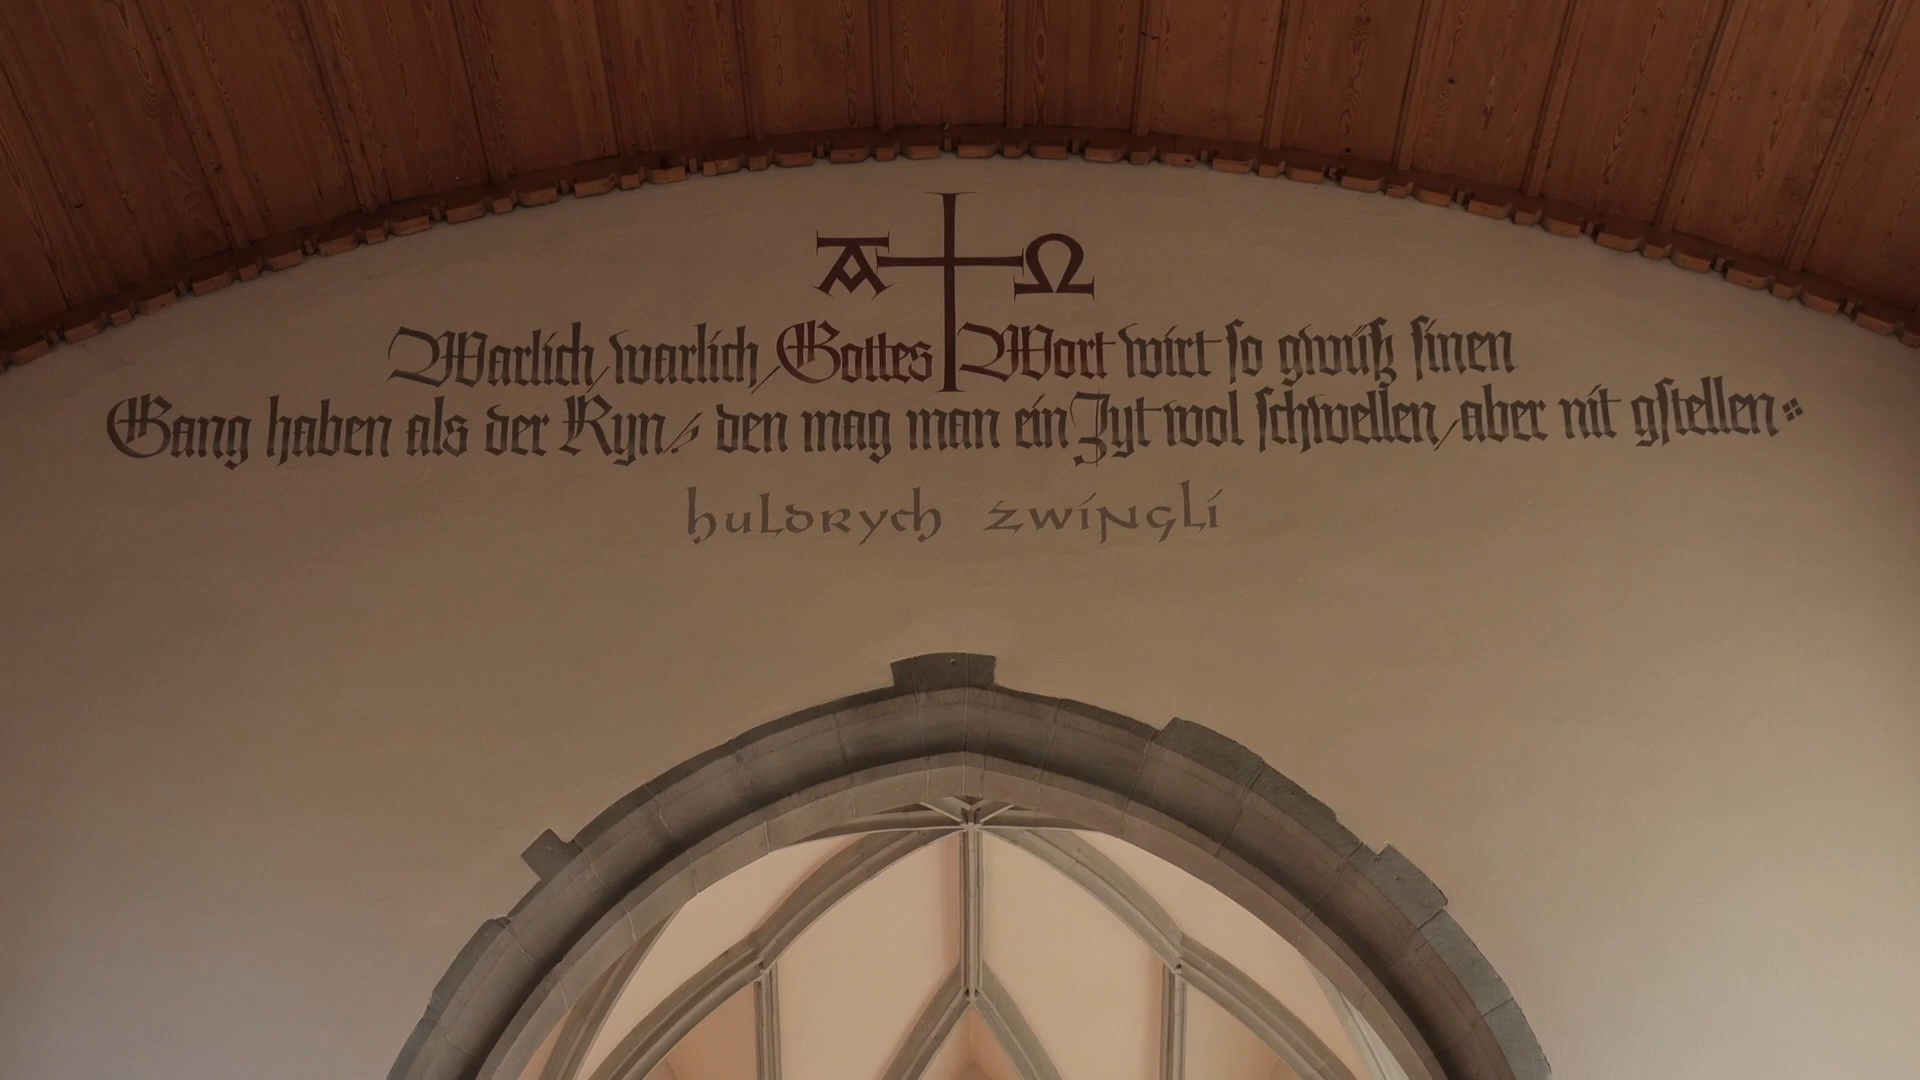 A Ω
Warlich, warlich, Gottes Wort wirt so gwüß sinen
Gang haben als der Ryn, den mag man ein Zyt wol schwellen, aber nit gstellen
huldrych zwingli